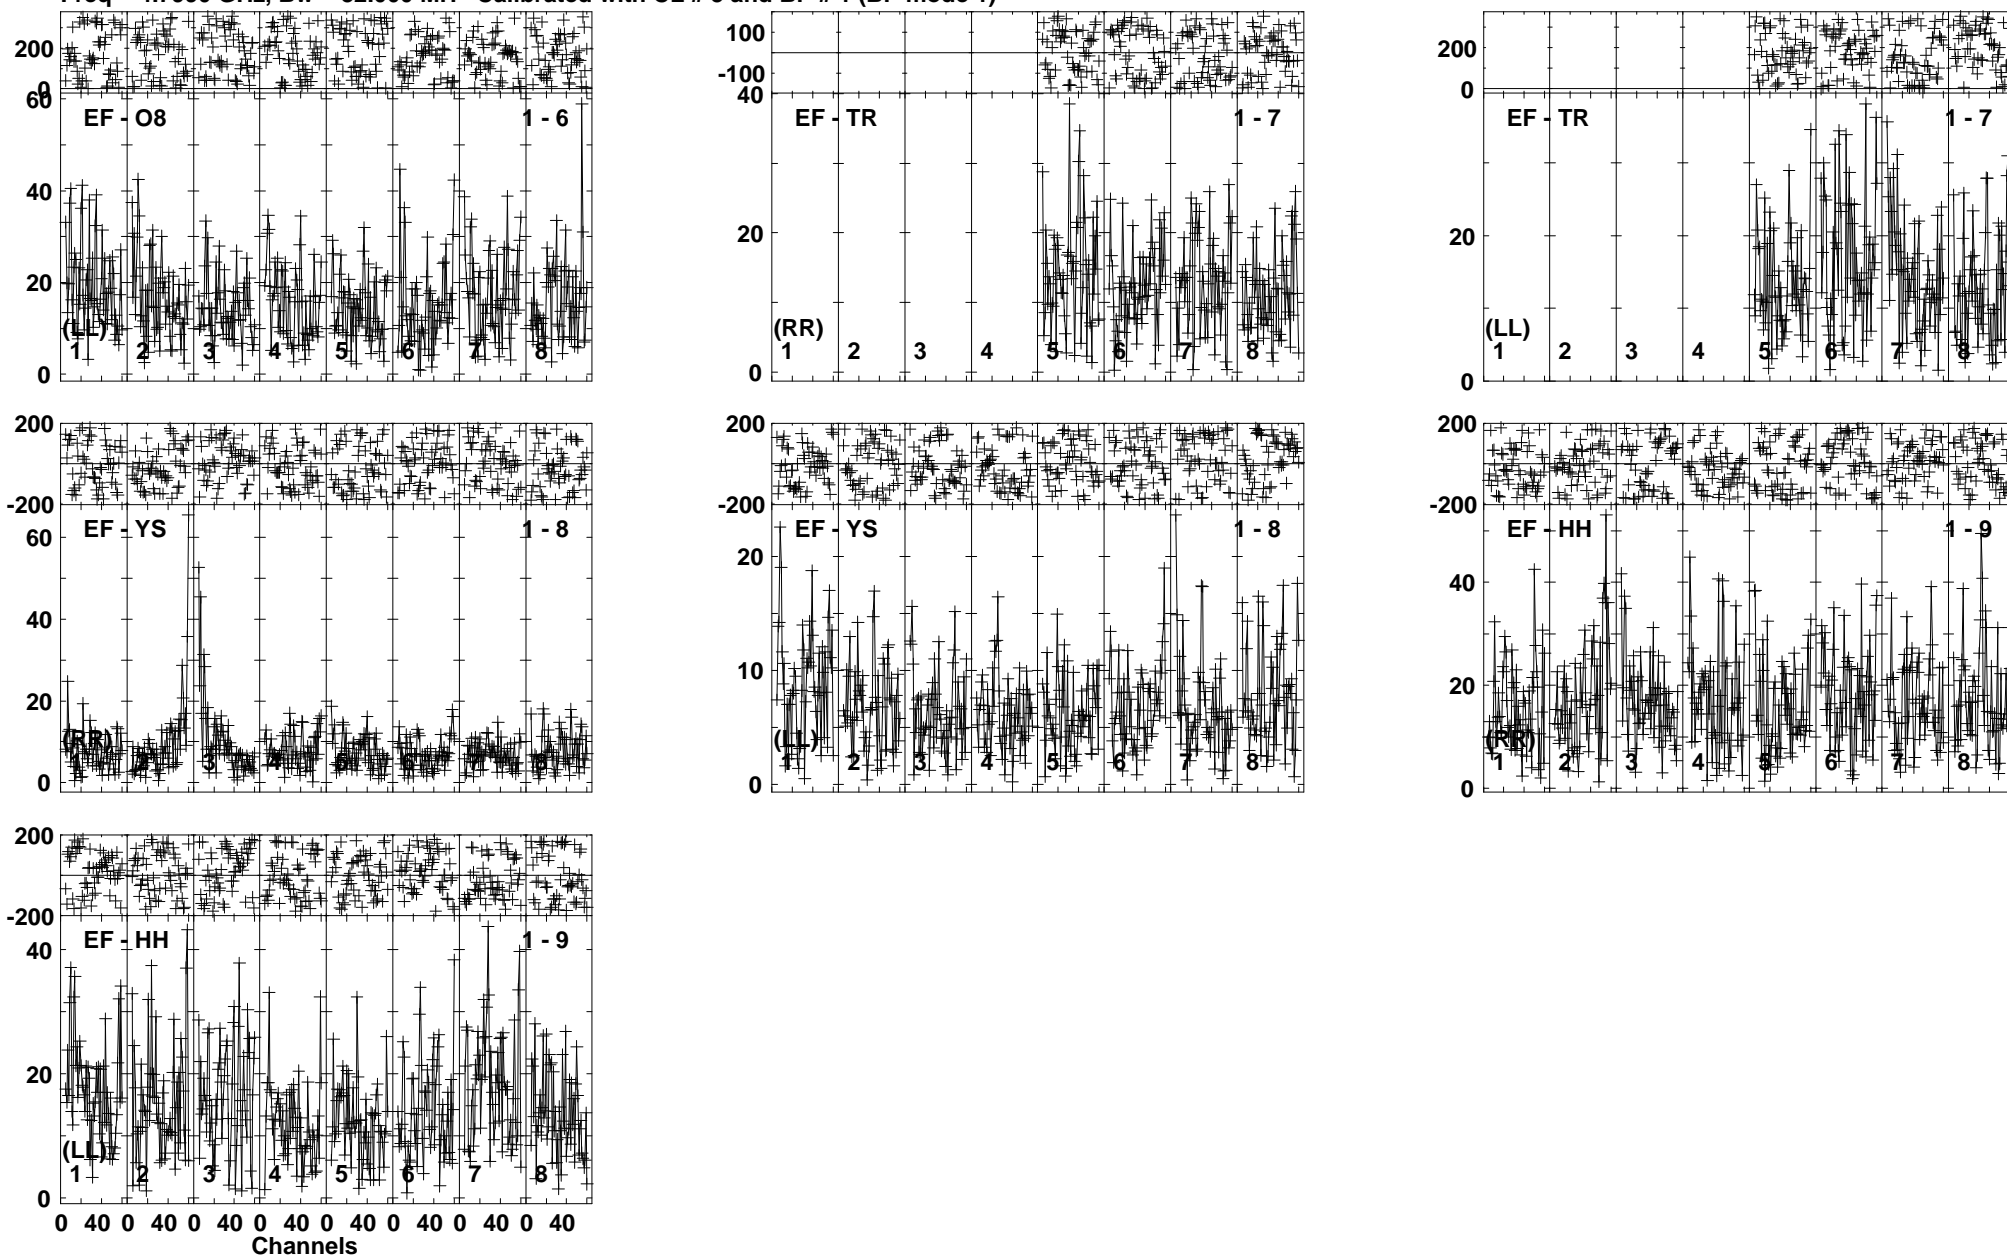 200 0 60 40 20 0
EF - O8 1 - 6
(LL)
1 2 3 4 5 6 7 8
100 -100 40 20 0
EF - TR 1 - 7
(RR)
1 2 3 4 5 6 7 8
200 0 20 0
EF - TR 1 - 7
(LL)
1 2 3 4 5 6 7 8
200 -200 60 40 20 0
EF - YS 1 - 8
(RR)
1 2 3 4 5 6 7 8
200 -200 20 10 0
EF - YS 1 - 8
(LL)
1 2 3 4 5 6 7 8
200 -200 40 20 0
EF - HH 1 - 9
(RR)
1 2 3 4 5 6 7 8
200 -200 40 20 0
EF - HH 1 - 9
(LL)
1 2 3 4 5 6 7 8
0 40 0 40 0 40 0 40 0 40 0 40 0 40 0 40
Channels